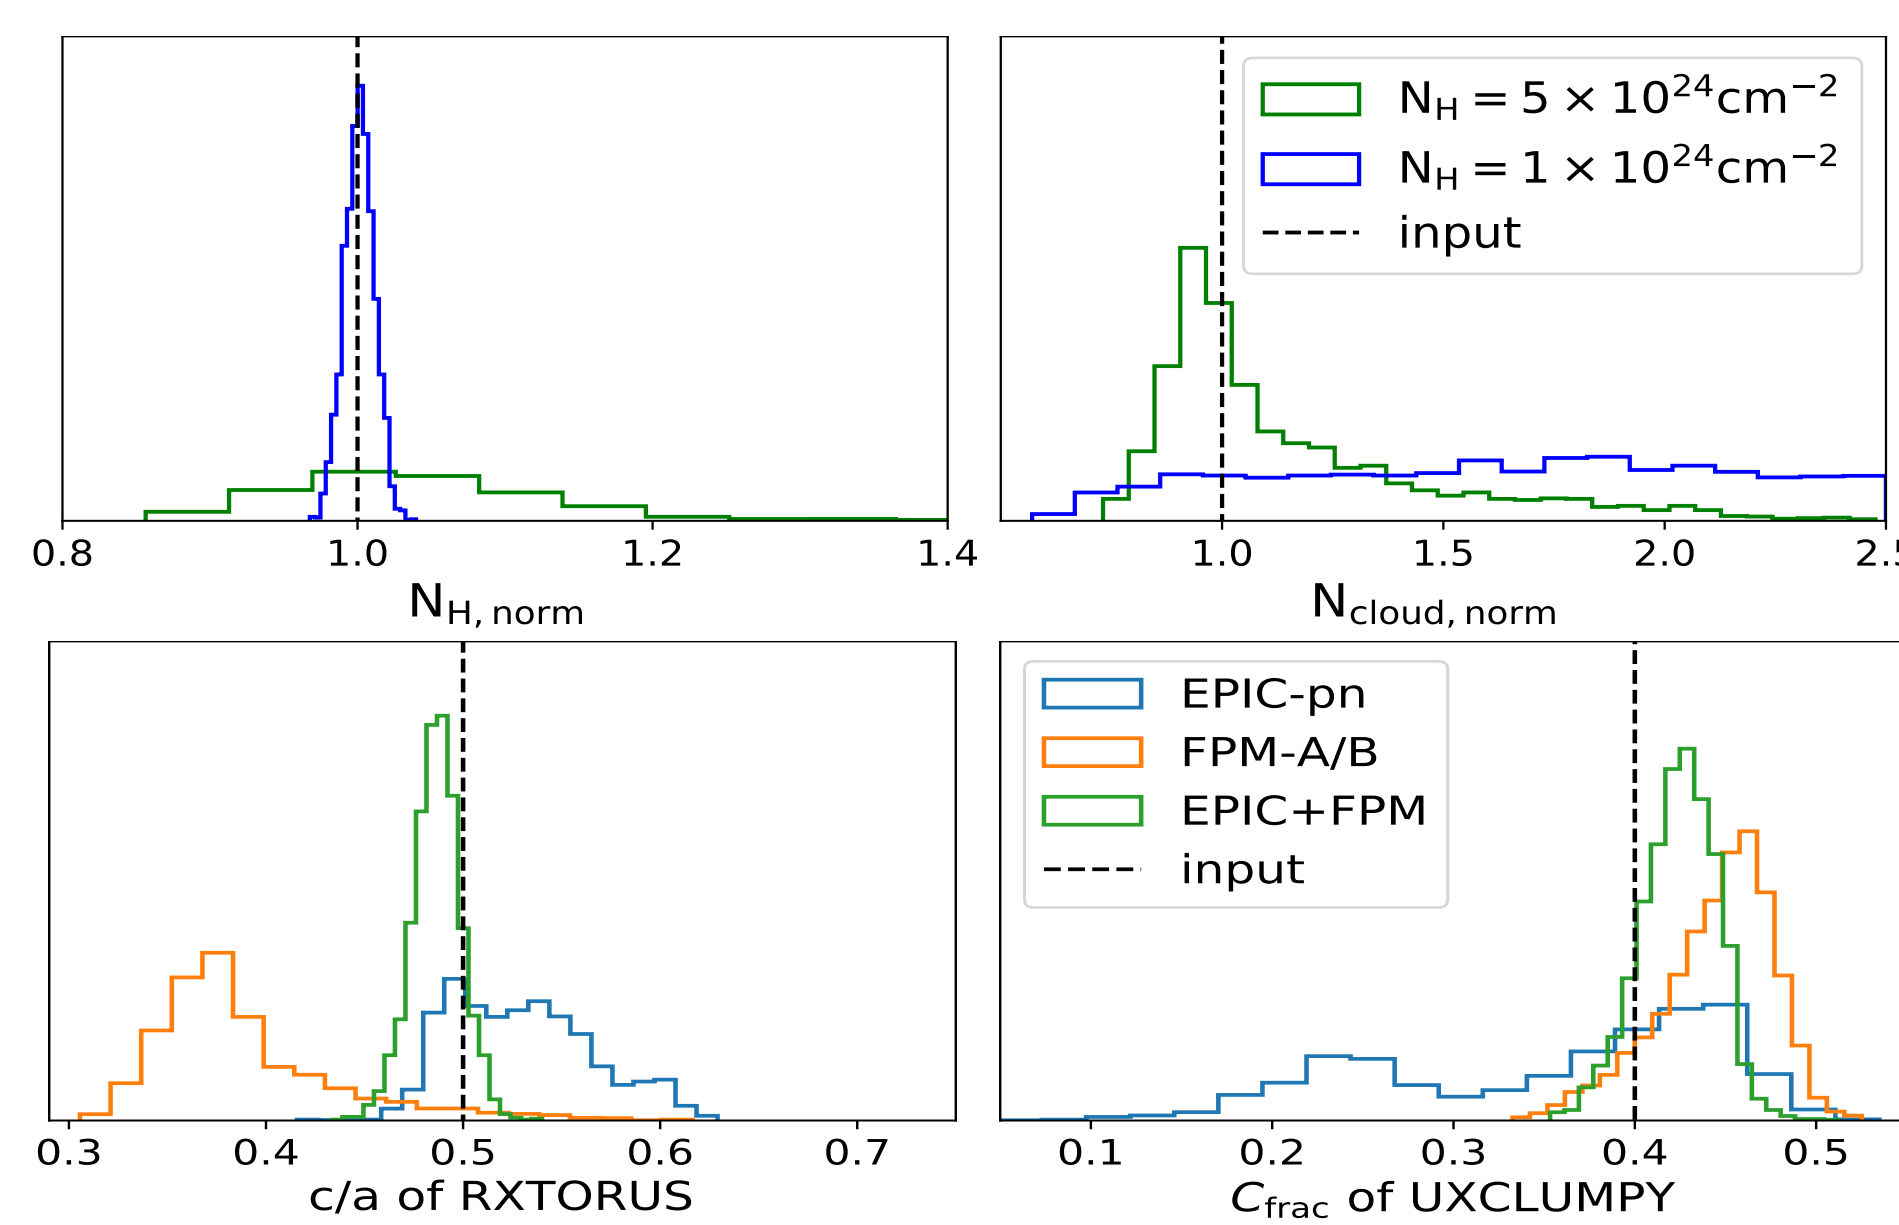 N_H = 5 × 10^24 cm^−2
N_H = 1 × 10^24 cm^−2
input
0.8 1.0 1.2 1.4
N_H, norm
1.0 1.5 2.0
N_cloud, norm
EPIC-pn
FPM-A/B
EPIC+FPM
input
0.3 0.4 0.5 0.6 0.7
c/a of RXTORUS
0.1 0.2 0.3 0.4 0.5
C_frac of UXCLUMPY